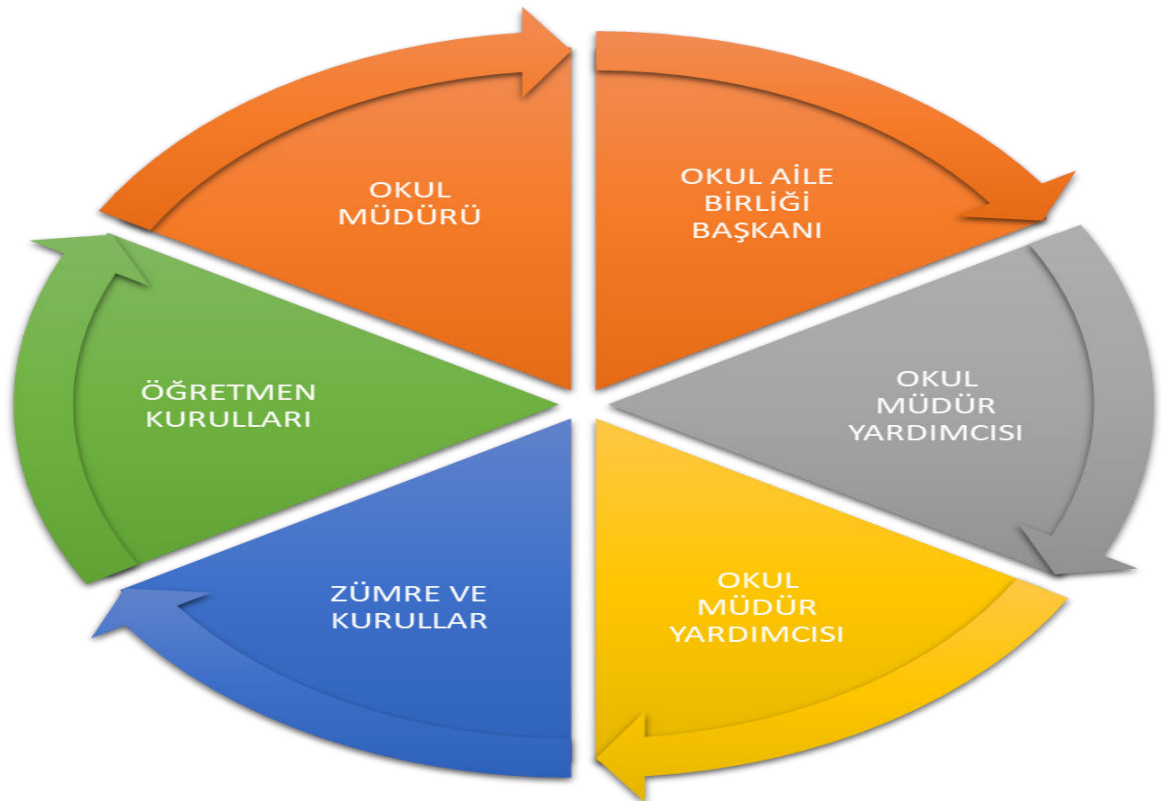 OKUL
MÜDÜRÜ
OKUL AİLE
BİRLİĞİ
BAŞKANI
OKUL
MÜDÜR
YARDIMCISI
OKUL
MÜDÜR
YARDIMCISI
ZÜMRE VE
KURULLAR
ÖĞRETMEN
KURULLARI